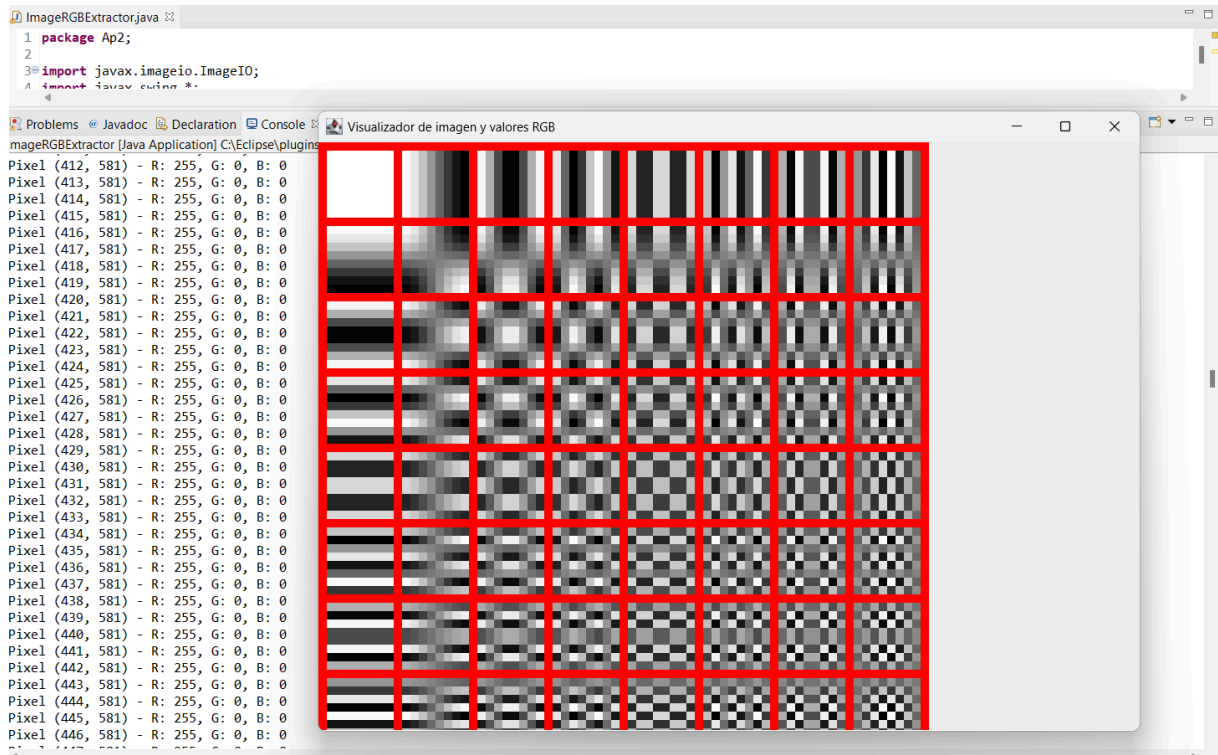 ImageRGBExtractor.java
1 package Ap2;
2
3 import javax.imageio.ImageIO;
4 import javax.swing.*;
Problems Javadoc Declaration Console
mageRGBExtractor [Java Application] C:\Eclipse\plugins
Visualizador de imagen y valores RGB
Pixel (412, 581) - R: 255, G: 0, B: 0
Pixel (413, 581) - R: 255, G: 0, B: 0
Pixel (414, 581) - R: 255, G: 0, B: 0
Pixel (415, 581) - R: 255, G: 0, B: 0
Pixel (416, 581) - R: 255, G: 0, B: 0
Pixel (417, 581) - R: 255, G: 0, B: 0
Pixel (418, 581) - R: 255, G: 0, B: 0
Pixel (419, 581) - R: 255, G: 0, B: 0
Pixel (420, 581) - R: 255, G: 0, B: 0
Pixel (421, 581) - R: 255, G: 0, B: 0
Pixel (422, 581) - R: 255, G: 0, B: 0
Pixel (423, 581) - R: 255, G: 0, B: 0
Pixel (424, 581) - R: 255, G: 0, B: 0
Pixel (425, 581) - R: 255, G: 0, B: 0
Pixel (426, 581) - R: 255, G: 0, B: 0
Pixel (427, 581) - R: 255, G: 0, B: 0
Pixel (428, 581) - R: 255, G: 0, B: 0
Pixel (429, 581) - R: 255, G: 0, B: 0
Pixel (430, 581) - R: 255, G: 0, B: 0
Pixel (431, 581) - R: 255, G: 0, B: 0
Pixel (432, 581) - R: 255, G: 0, B: 0
Pixel (433, 581) - R: 255, G: 0, B: 0
Pixel (434, 581) - R: 255, G: 0, B: 0
Pixel (435, 581) - R: 255, G: 0, B: 0
Pixel (436, 581) - R: 255, G: 0, B: 0
Pixel (437, 581) - R: 255, G: 0, B: 0
Pixel (438, 581) - R: 255, G: 0, B: 0
Pixel (439, 581) - R: 255, G: 0, B: 0
Pixel (440, 581) - R: 255, G: 0, B: 0
Pixel (441, 581) - R: 255, G: 0, B: 0
Pixel (442, 581) - R: 255, G: 0, B: 0
Pixel (443, 581) - R: 255, G: 0, B: 0
Pixel (444, 581) - R: 255, G: 0, B: 0
Pixel (445, 581) - R: 255, G: 0, B: 0
Pixel (446, 581) - R: 255, G: 0, B: 0